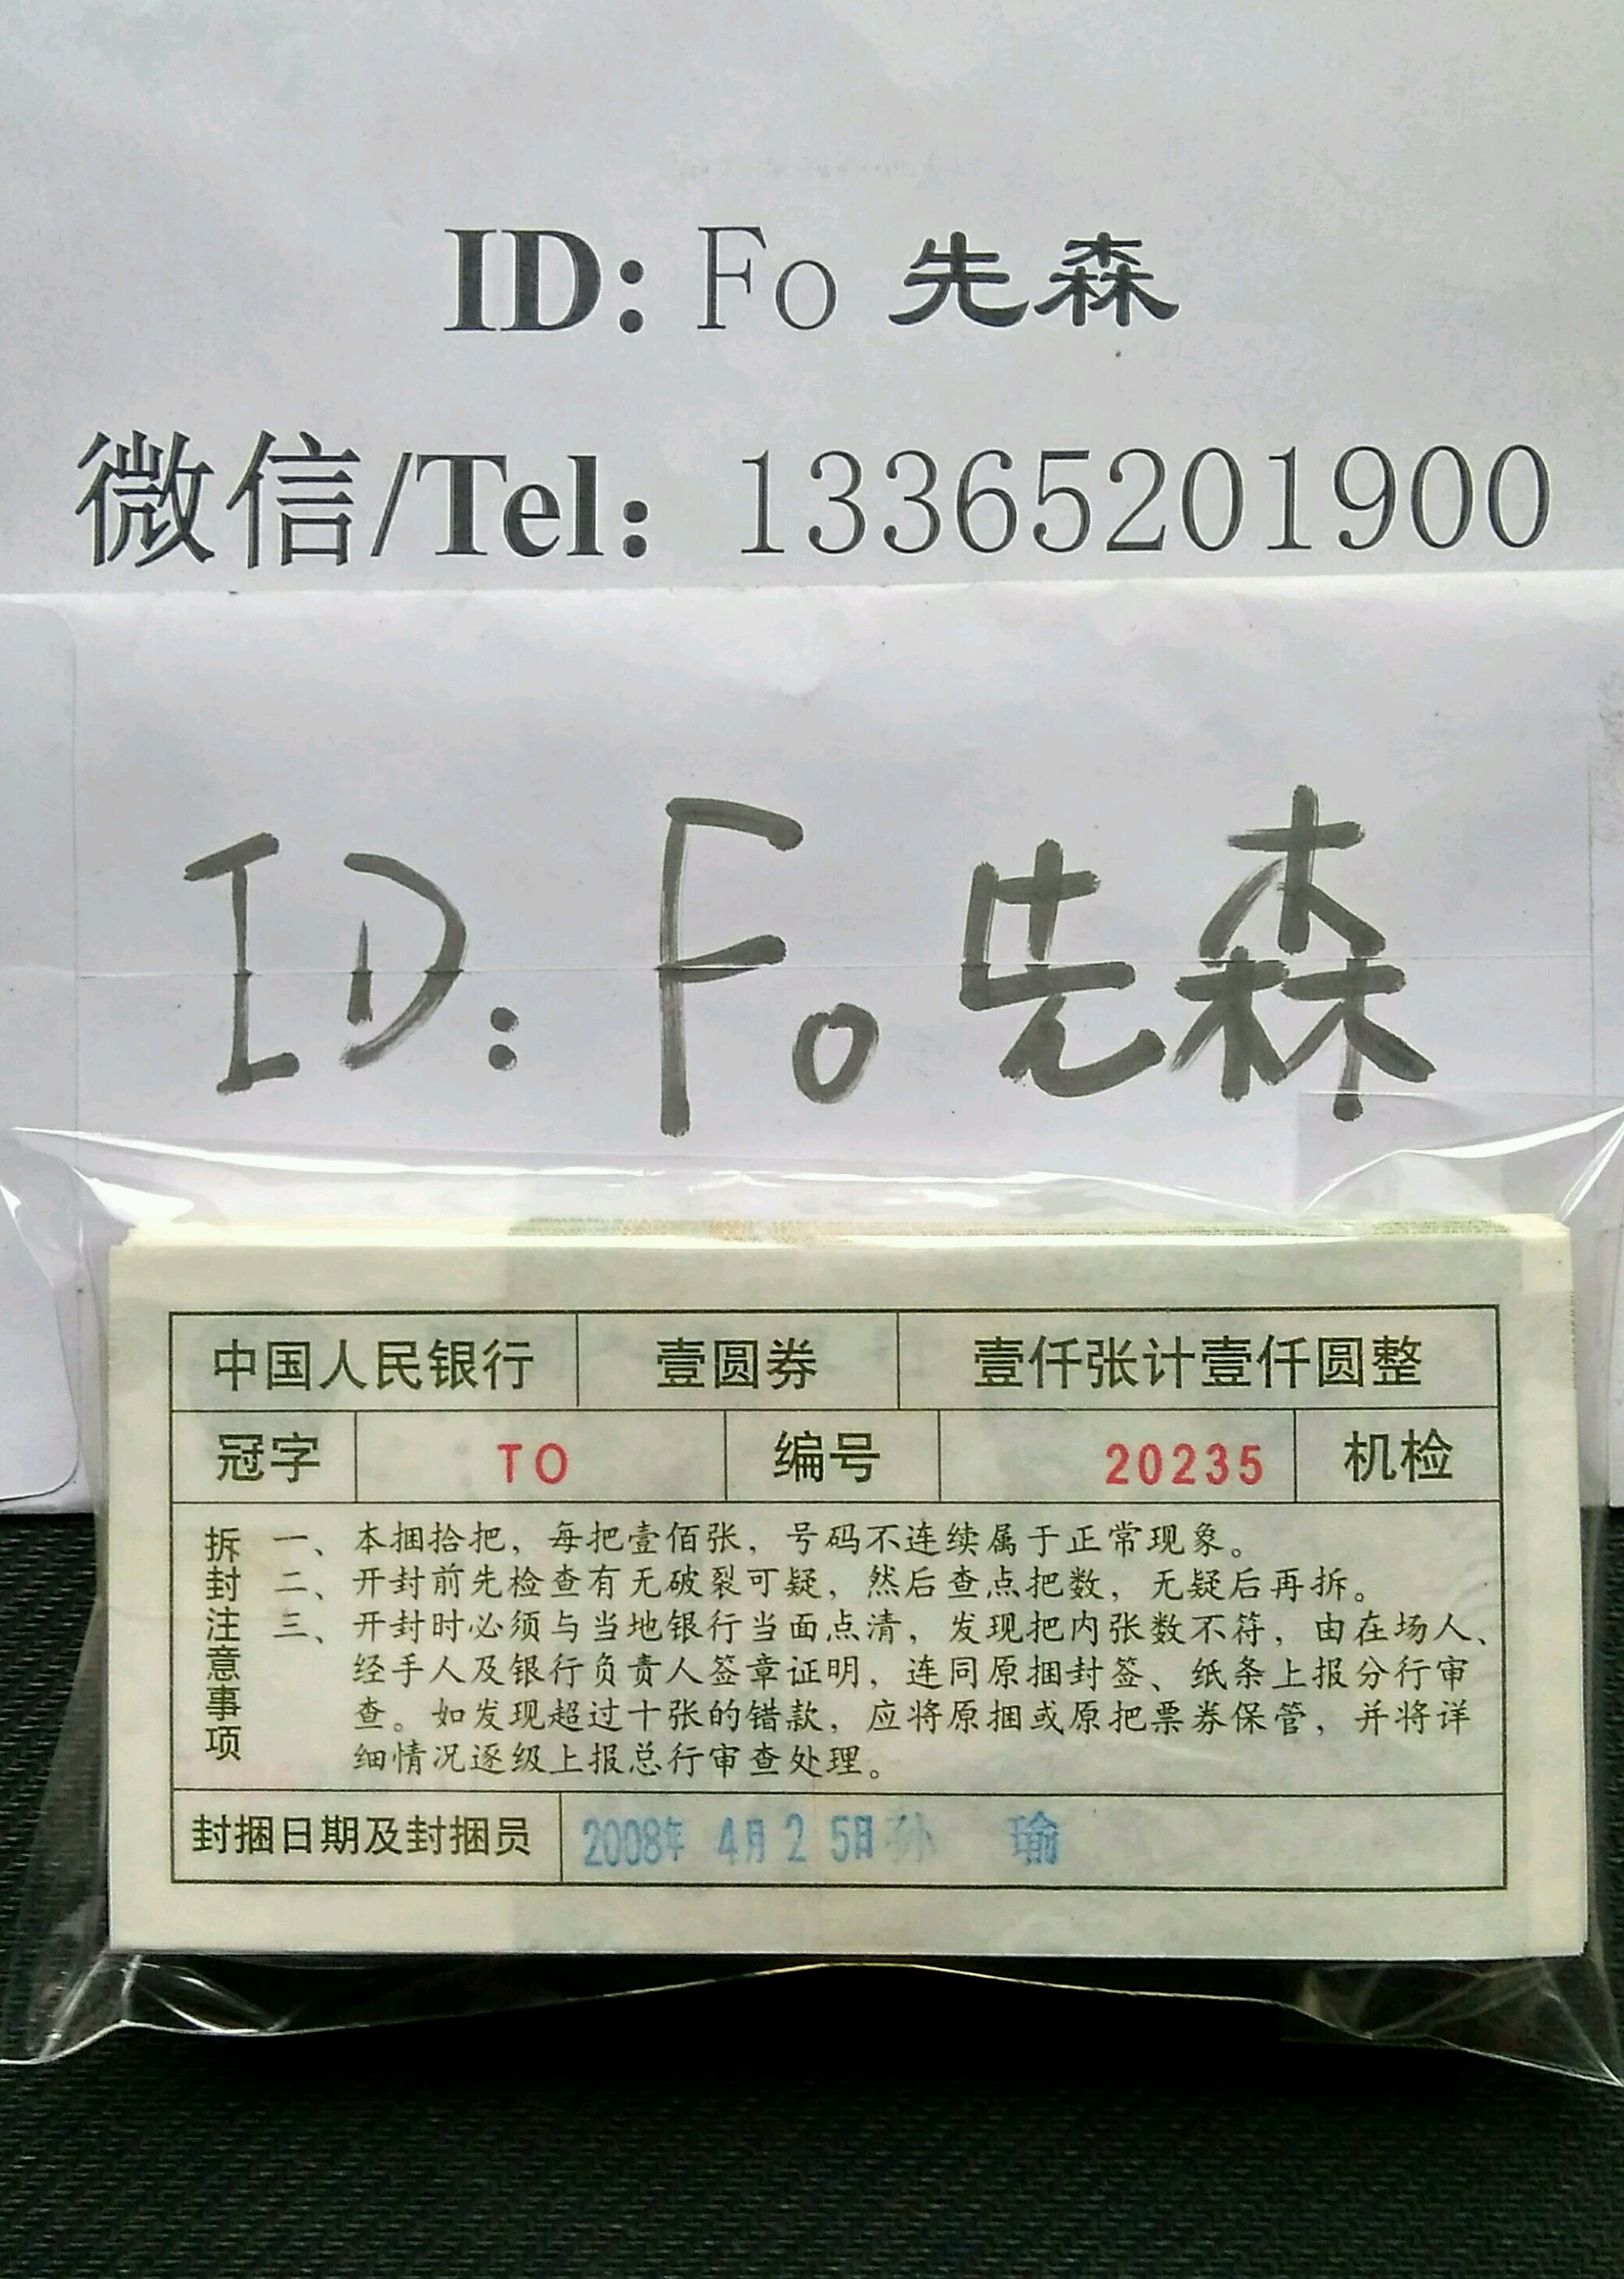 ID: Fo 先森
微信/Tel: 13365201900
ID: Fo 先森
中国人民银行 壹圆券 壹仟张计壹仟圆整
冠字 TO 编号 20235 机检
拆封注意事项
一、本捆拾把，每把壹佰张，号码不连续属于正常现象。
二、开封前先检查有无破裂可疑，然后查点把数，无疑后再拆。
三、开封时必须与当地银行当面点清，发现把内张数不符，由在场人、
经手人及银行负责人签章证明，连同原捆封签、纸条上报分行审
查。如发现超过十张的错款，应将原捆或原把票券保管，并将详
细情况逐级上报总行审查处理。
封捆日期及封捆员 2008年 4月 2 5日 孙 瑜